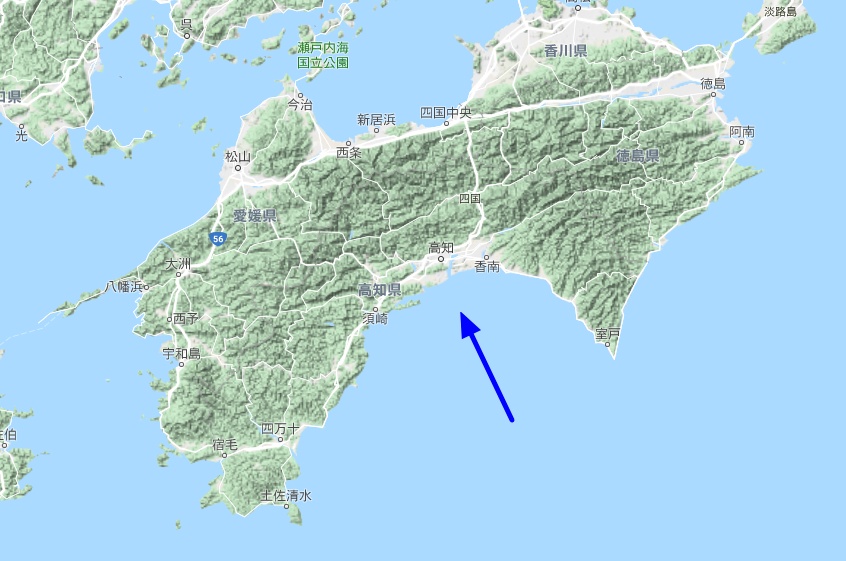 呉
淡路島
瀬戸内海
国立公園
香川県
口県
今治
徳島
新居浜
四国中央
光
阿南
西条
松山
徳島県
四国
愛媛県
56
高知
大洲
香南
八幡浜
高知県
西予
須崎
室戸
宇和島
四万十
宿毛
土佐清水